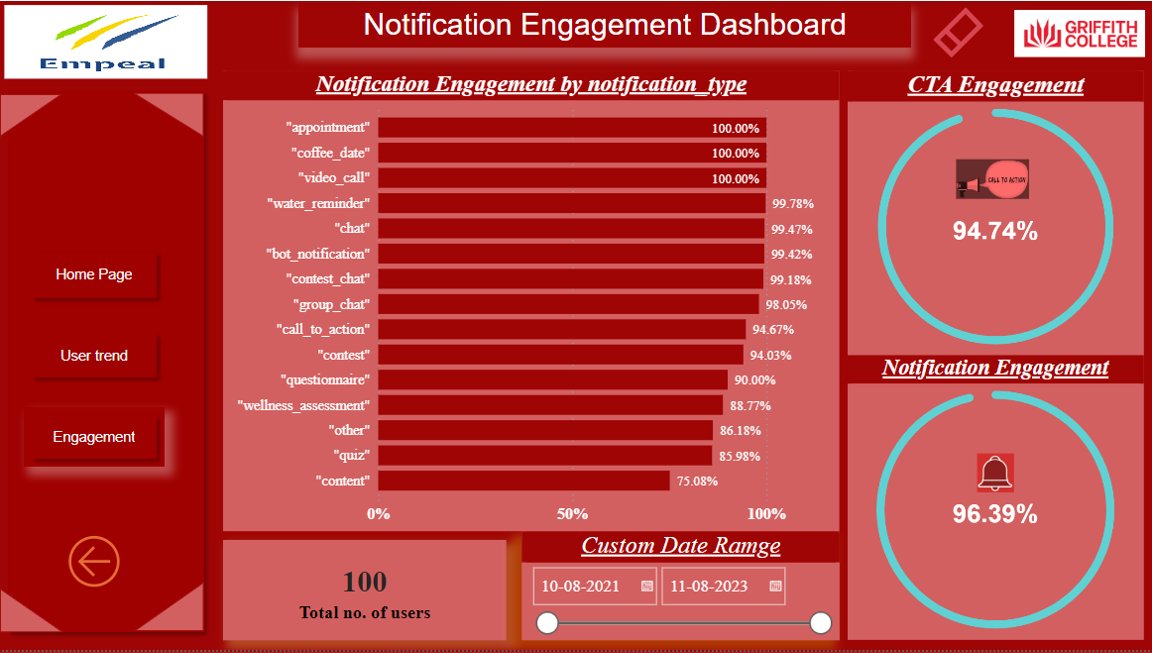 Empeal
Notification Engagement Dashboard
GRIFFITH
COLLEGE
Home Page
User trend
Engagement
Notification Engagement by notification_type
"appointment" 100.00%
"coffee_date" 100.00%
"video_call" 100.00%
"water_reminder" 99.78%
"chat" 99.47%
"bot_notification" 99.42%
"contest_chat" 99.18%
"group_chat" 98.05%
"call_to_action" 94.67%
"contest" 94.03%
"questionnaire" 90.00%
"wellness_assessment" 88.77%
"other" 86.18%
"quiz" 85.98%
"content" 75.08%
0% 50% 100%
100
Total no. of users
Custom Date Ramge
10-08-2021 11-08-2023
CTA Engagement
CALL TO ACTION
94.74%
Notification Engagement
96.39%